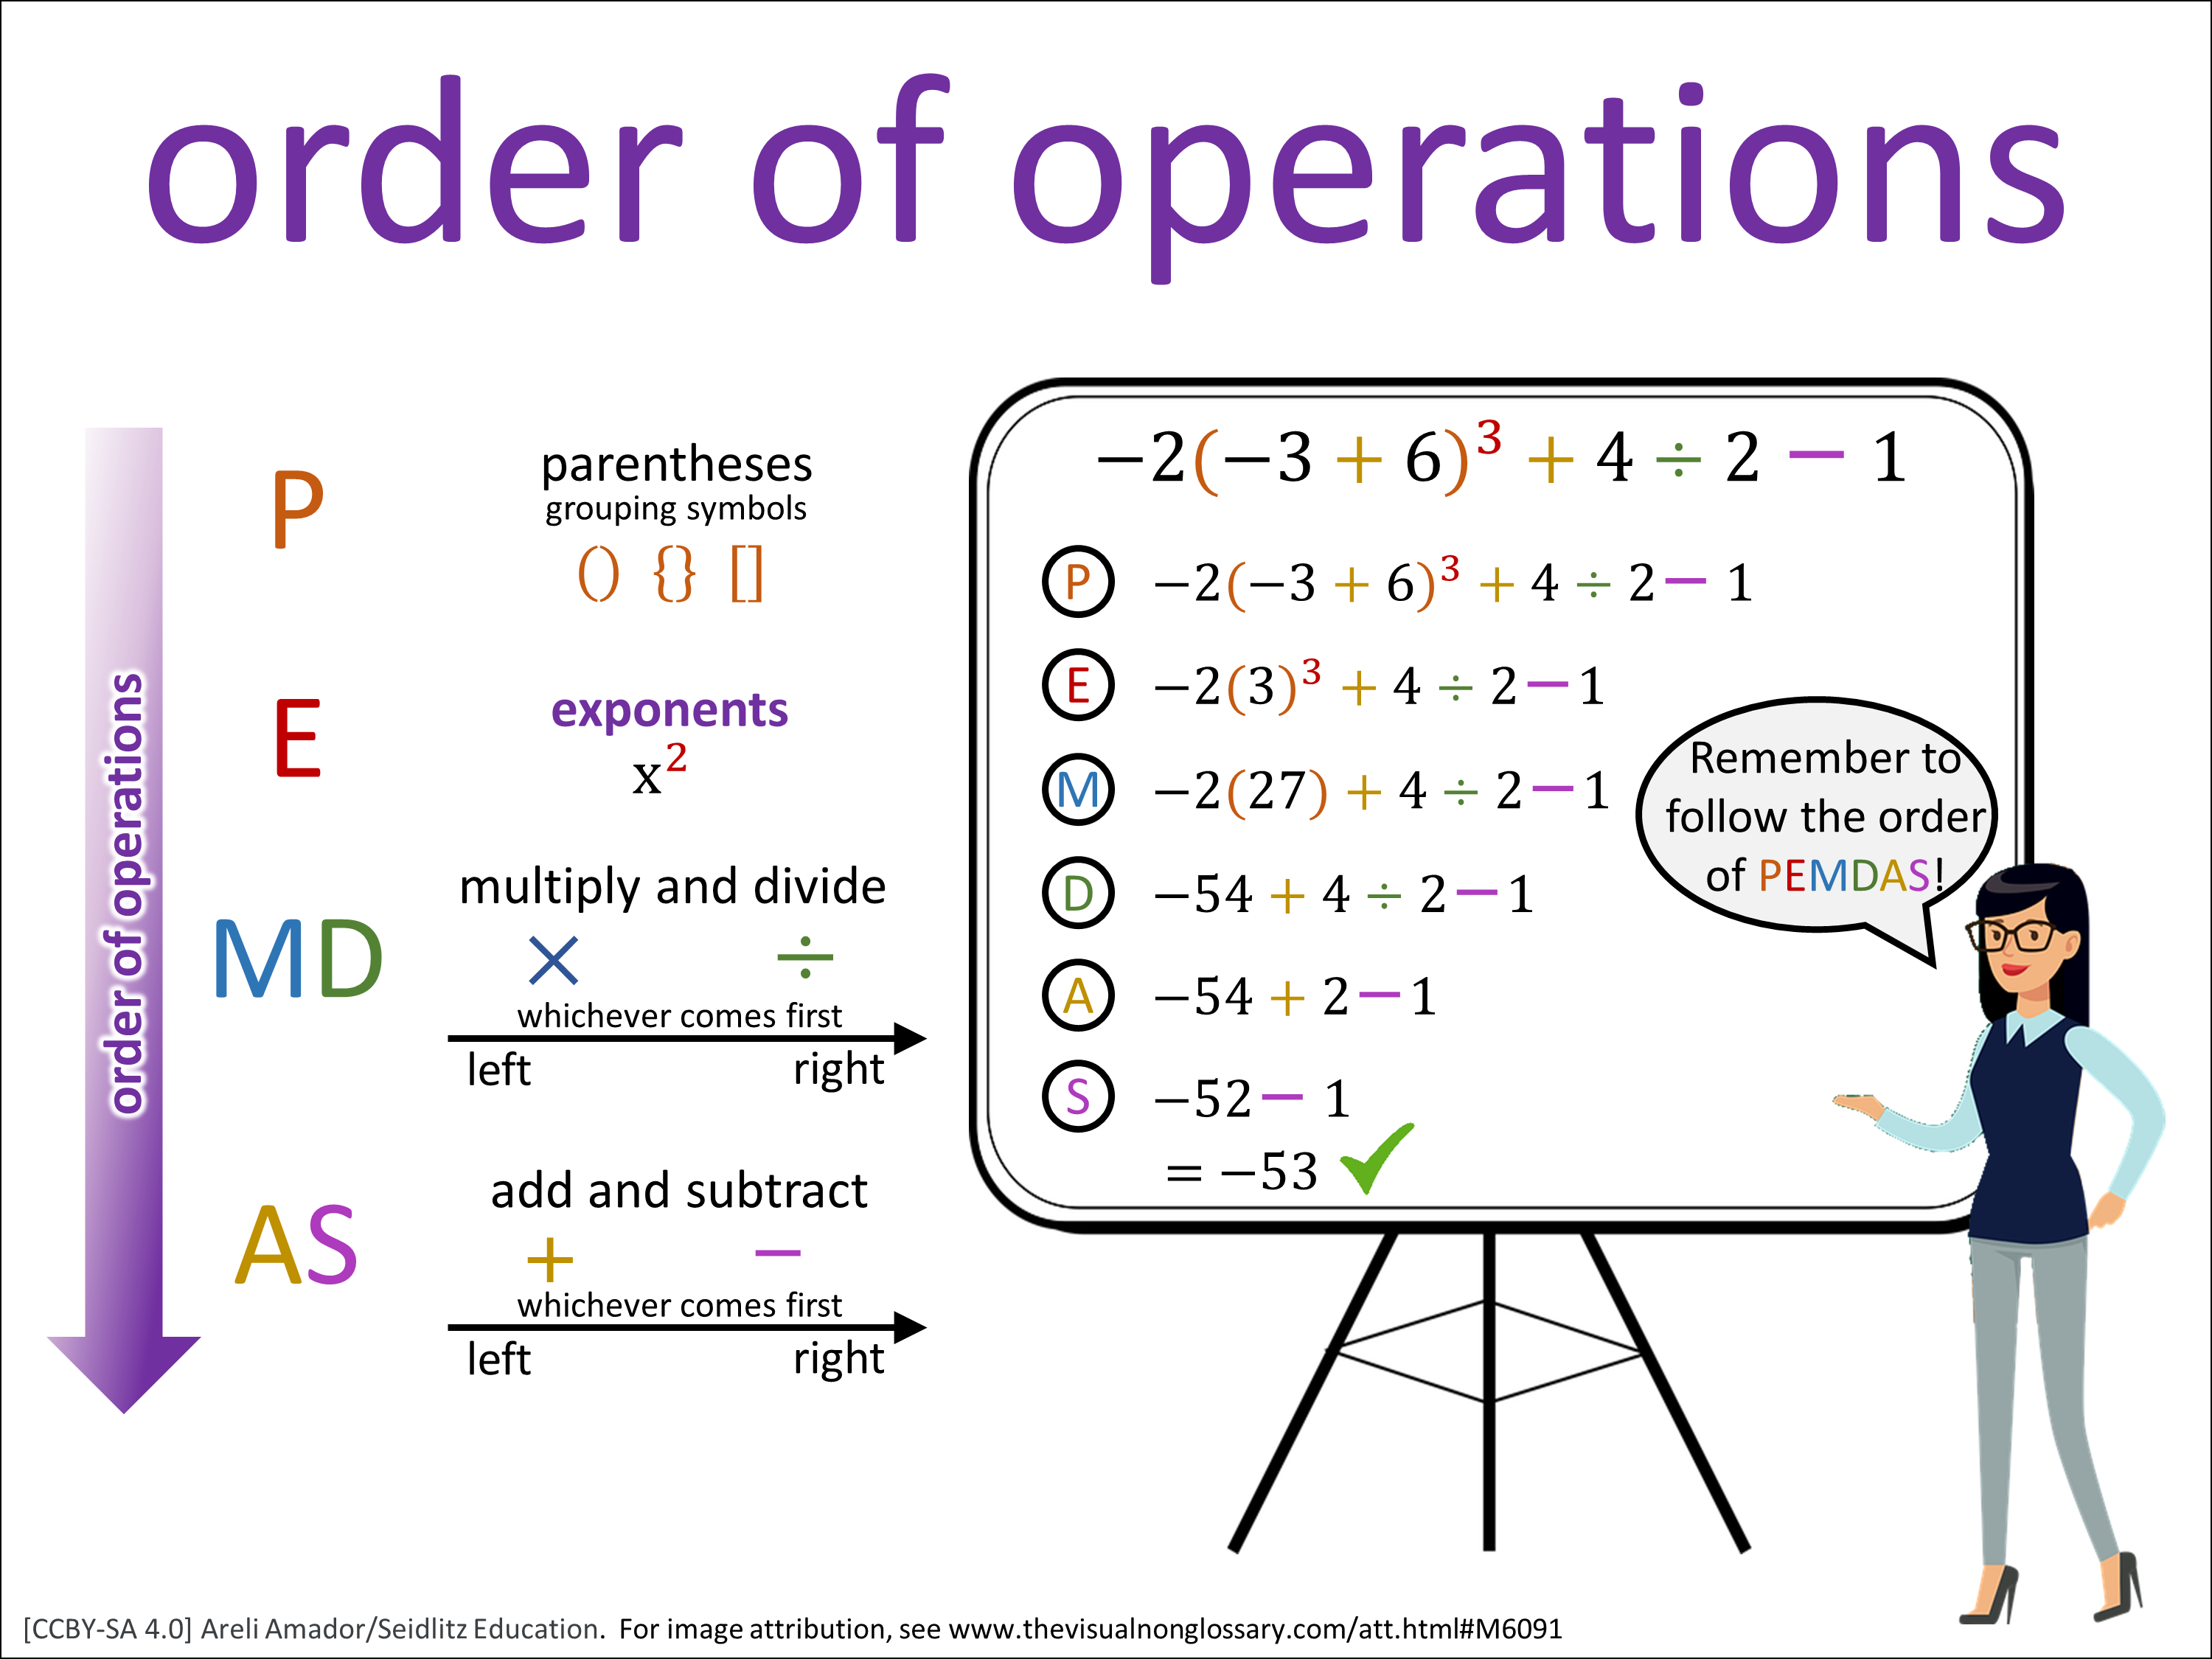 order of operations
order of operations
P
parentheses
grouping symbols
() {} []
E
exponents
x²
MD
multiply and divide
× ÷
whichever comes first
left right
AS
add and subtract
+ −
whichever comes first
left right
−2(−3 + 6)³ + 4 ÷ 2 − 1
P −2(−3 + 6)³ + 4 ÷ 2 − 1
E −2(3)³ + 4 ÷ 2 − 1
M −2(27) + 4 ÷ 2 − 1
D −54 + 4 ÷ 2 − 1
A −54 + 2 − 1
S −52 − 1
= −53
Remember to
follow the order
of PEMDAS!
[CCBY-SA 4.0] Areli Amador/Seidlitz Education. For image attribution, see www.thevisualnonglossary.com/att.html#M6091